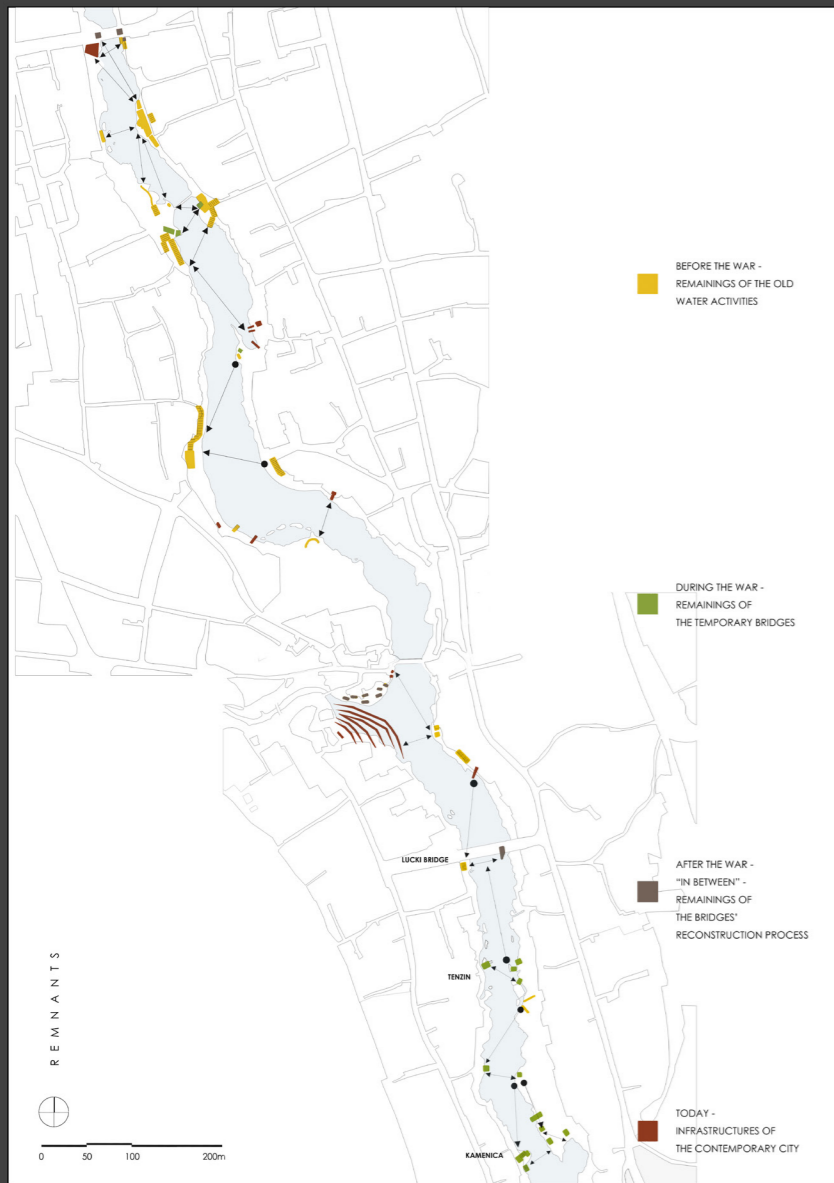 BEFORE THE WAR -
REMAININGS OF THE OLD
WATER ACTIVITIES
DURING THE WAR -
REMAININGS OF
THE TEMPORARY BRIDGES
LUCKI BRIDGE
AFTER THE WAR -
"IN BETWEEN" -
REMAININGS OF
THE BRIDGES'
RECONSTRUCTION PROCESS
TENZIN
REMNANTS
TODAY -
INFRASTRUCTURES OF
THE CONTEMPORARY CITY
KAMENICA
0 50 100 200m